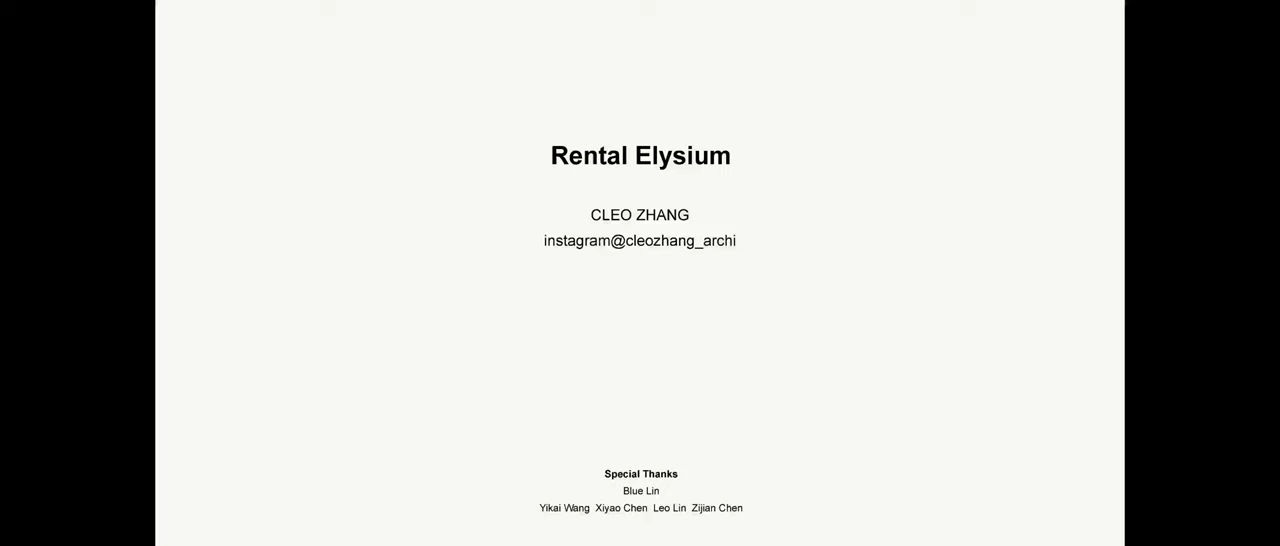 Rental Elysium
CLEO ZHANG
instagram@cleozhang_archi
Special Thanks
Blue Lin
Yikai Wang Xiyao Chen Leo Lin Zijian Chen